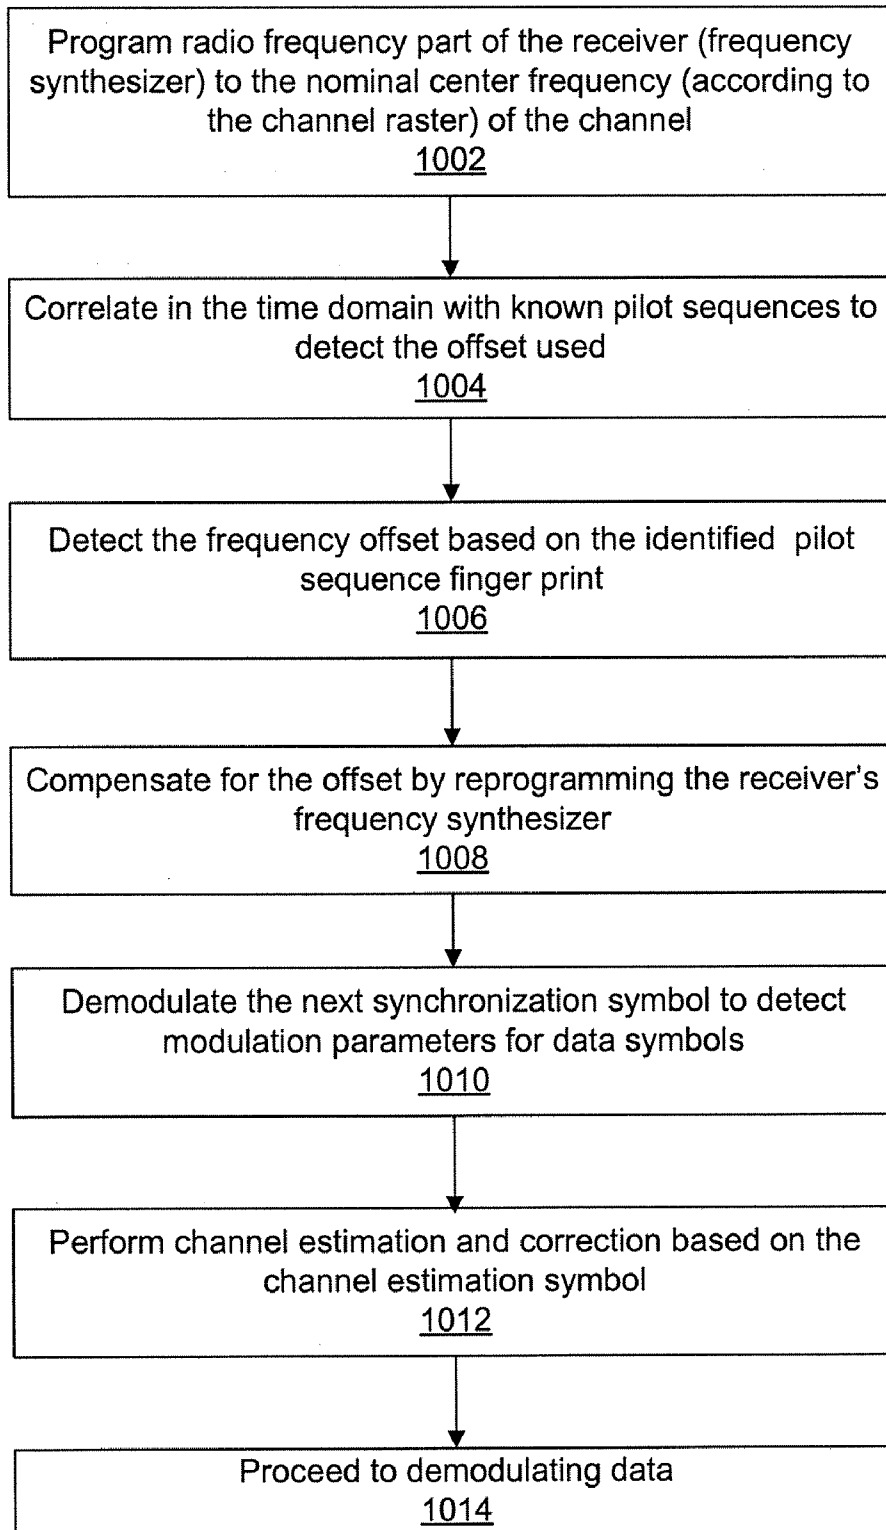 Program radio frequency part of the receiver (frequency
synthesizer) to the nominal center frequency (according to
the channel raster) of the channel
1002
Correlate in the time domain with known pilot sequences to
detect the offset used
1004
Detect the frequency offset based on the identified pilot
sequence finger print
1006
Compensate for the offset by reprogramming the receiver's
frequency synthesizer
1008
Demodulate the next synchronization symbol to detect
modulation parameters for data symbols
1010
Perform channel estimation and correction based on the
channel estimation symbol
1012
Proceed to demodulating data
1014